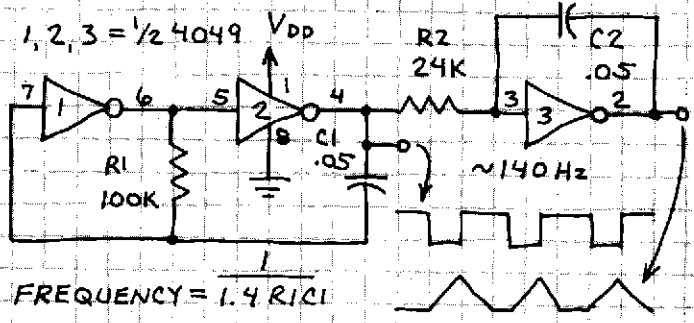 1, 2, 3 = 1/2 4049
VDD
R2
24K
C2
.05
7
1
6
5
2
1
4
8
3
3
2
R1
100K
C1
.05
~140 Hz
FREQUENCY = 1 / 1.4 R1C1